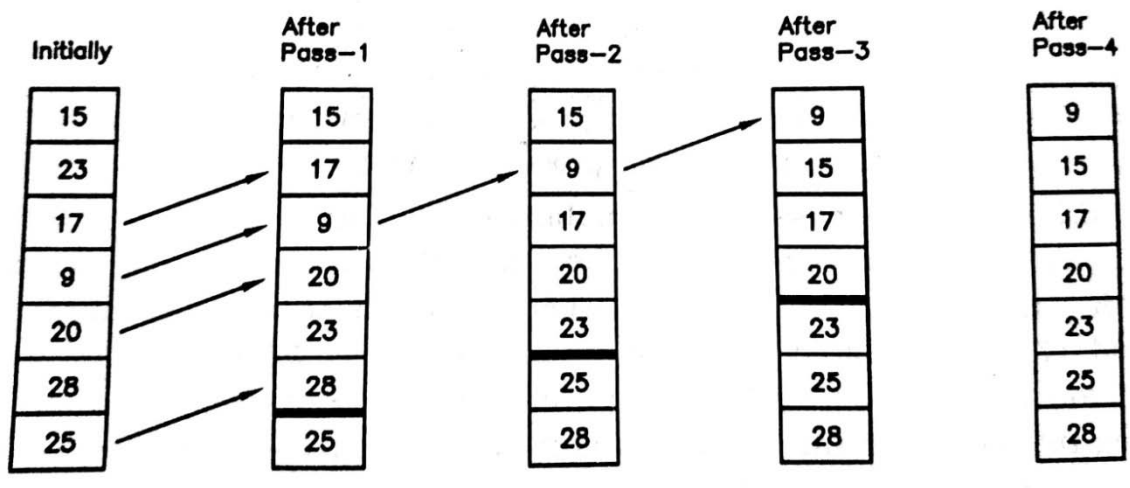 Initially
After
Pass-1
After
Pass-2
After
Pass-3
After
Pass-4
15 15 15 9 9
23 17 9 15 15
17 9 17 17 17
9 20 20 20 20
20 23 23 23 23
28 28 25 25 25
25 25 28 28 28